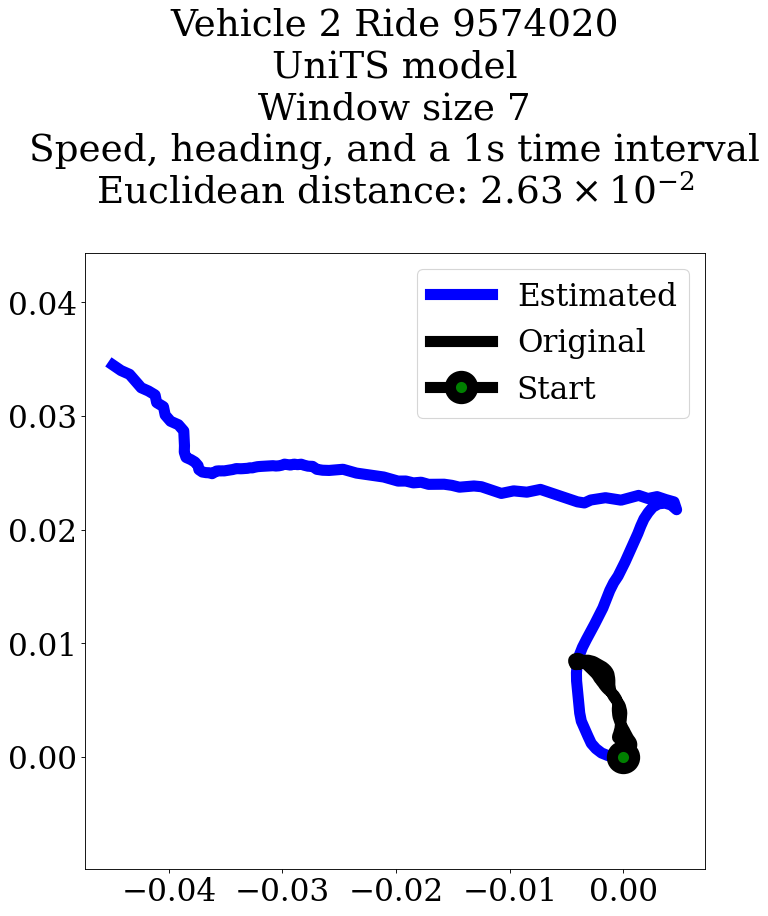 Vehicle 2 Ride 9574020
UniTS model
Window size 7
Speed, heading, and a 1s time interval
Euclidean distance: 2.63 × 10⁻²
Estimated
Original
Start
0.04
0.03
0.02
0.01
0.00
−0.04 −0.03 −0.02 −0.01 0.00